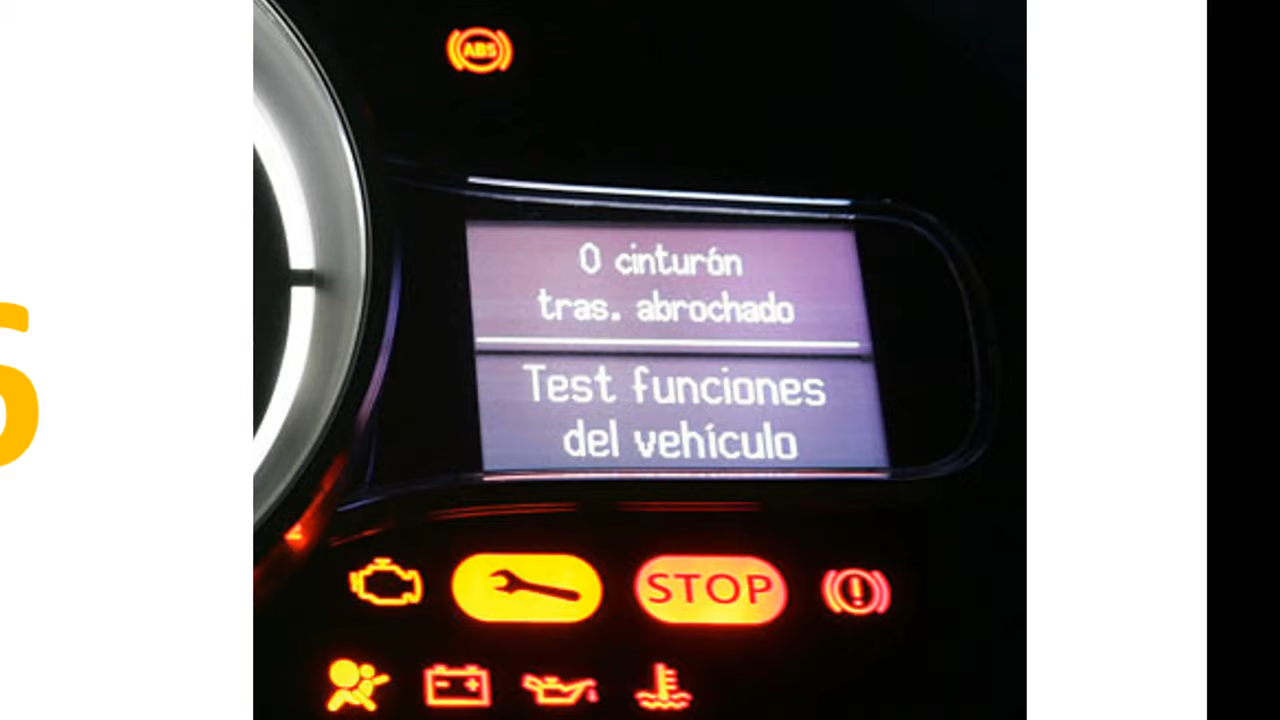 ABS
0 cinturón
tras. abrochado
Test funciones
del vehículo
STOP